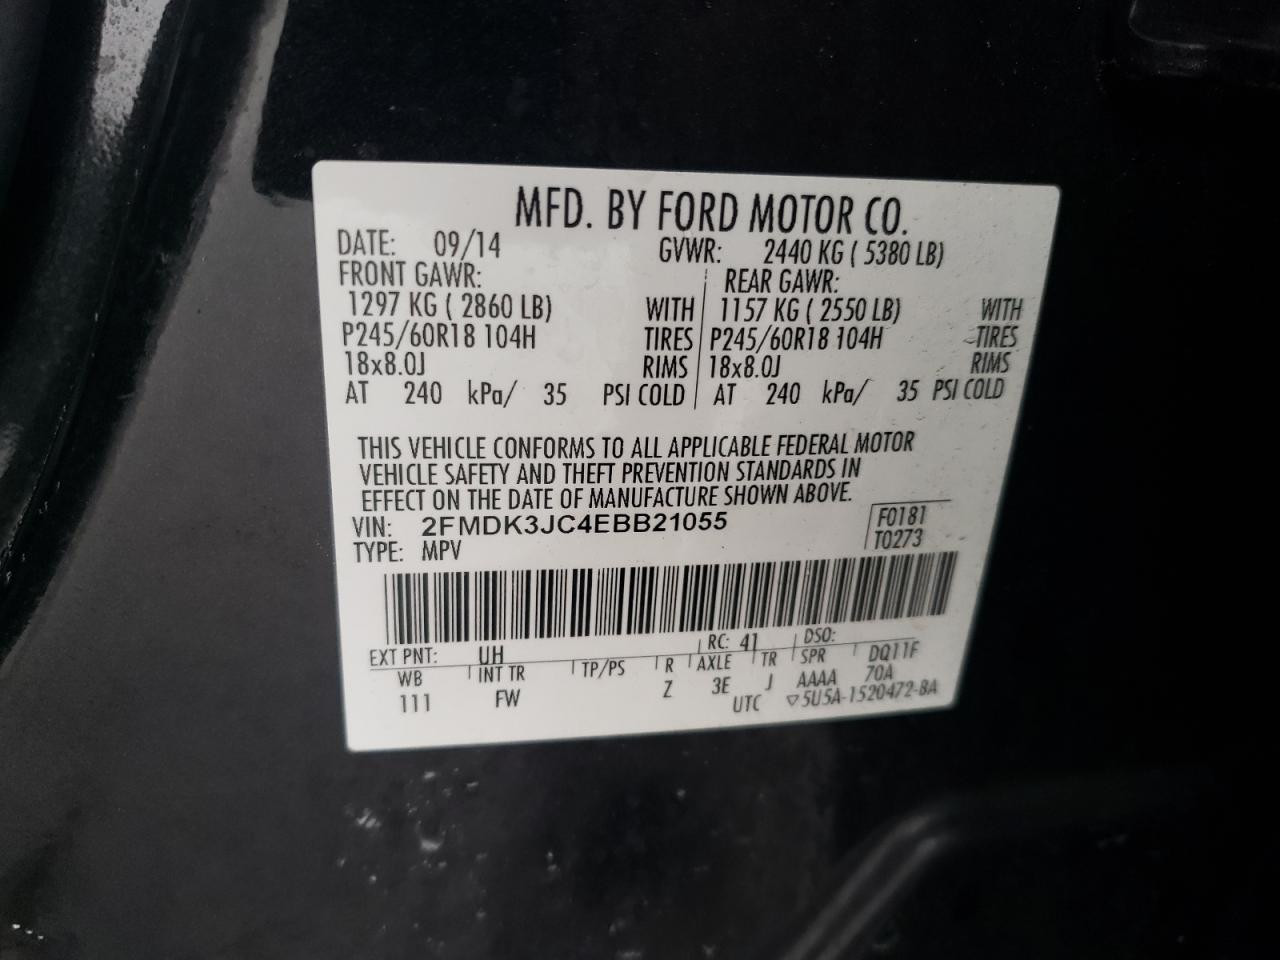 MFD. BY FORD MOTOR CO.
DATE: 09/14 GVWR: 2440 KG ( 5380 LB)
FRONT GAWR: REAR GAWR:
1297 KG ( 2860 LB) WITH 1157 KG ( 2550 LB) WITH
P245/60R18 104H TIRES P245/60R18 104H TIRES
18x8.0J RIMS 18x8.0J RIMS
AT 240 kPa/ 35 PSI COLD AT 240 kPa/ 35 PSI COLD
THIS VEHICLE CONFORMS TO ALL APPLICABLE FEDERAL MOTOR
VEHICLE SAFETY AND THEFT PREVENTION STANDARDS IN
EFFECT ON THE DATE OF MANUFACTURE SHOWN ABOVE.
VIN: 2FMDK3JC4EBB21055 F0181
TYPE: MPV T0273
EXT PNT: UH RC: 41 DSO:
WB INT TR TP/PS R AXLE TR SPR DQ11F
111 FW Z 3E J AAAA 70A
UTC ▽5U5A-1520472-BA